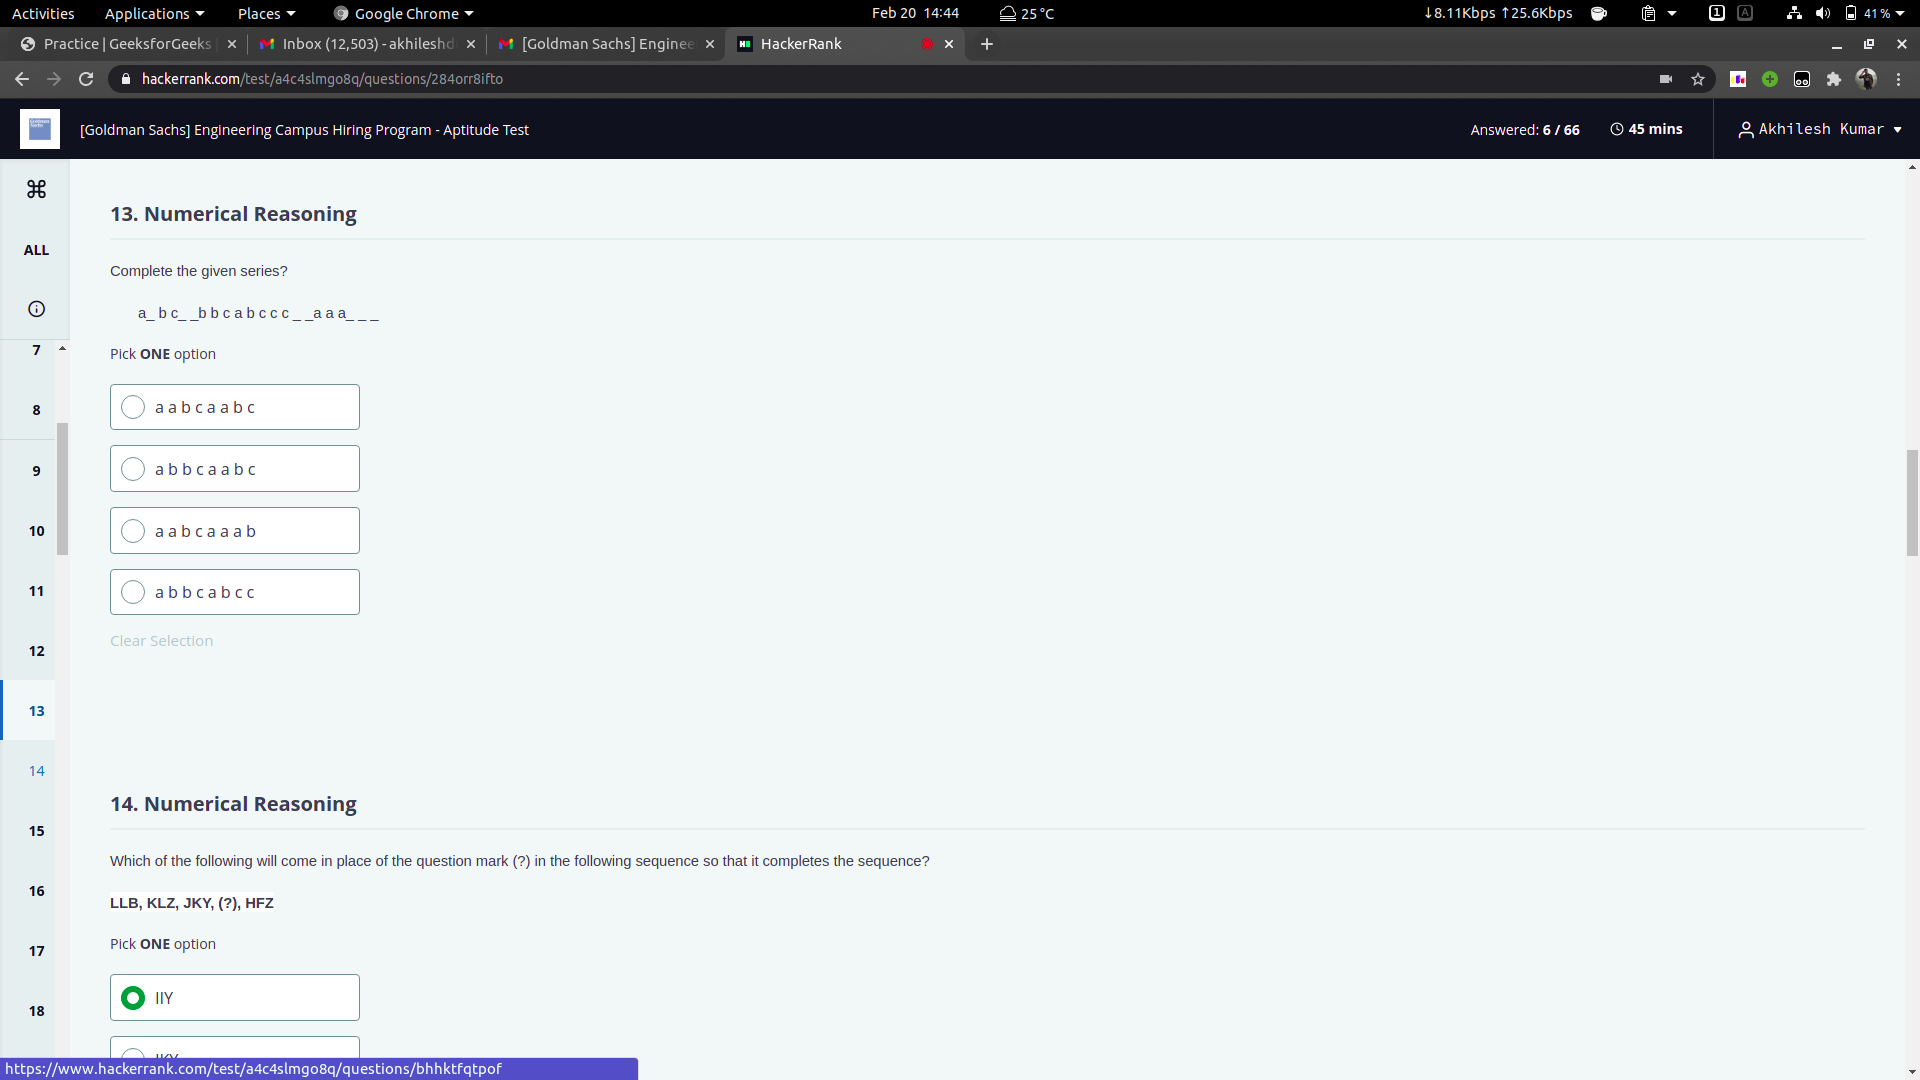 Activities Applications Places Google Chrome Feb 20 14:44 25 °C ↓8.11Kbps ↑25.6Kbps 1 A 41 %
Practice | GeeksforGeeks Inbox (12,503) - akhileshd [Goldman Sachs] Enginee HackerRank
hackerrank.com/test/a4c4slmgo8q/questions/284orr8ifto
[Goldman Sachs] Engineering Campus Hiring Program - Aptitude Test Answered: 6 / 66 45 mins Akhilesh Kumar
ALL
7
8
9
10
11
12
13
14
15
16
17
18
13. Numerical Reasoning
Complete the given series?
a_ b c_ _b b c a b c c c _ _a a a_ _ _
Pick ONE option
a a b c a a b c
a b b c a a b c
a a b c a a a b
a b b c a b c c
Clear Selection
14. Numerical Reasoning
Which of the following will come in place of the question mark (?) in the following sequence so that it completes the sequence?
LLB, KLZ, JKY, (?), HFZ
Pick ONE option
IIY
https://www.hackerrank.com/test/a4c4slmgo8q/questions/bhhktfqtpof